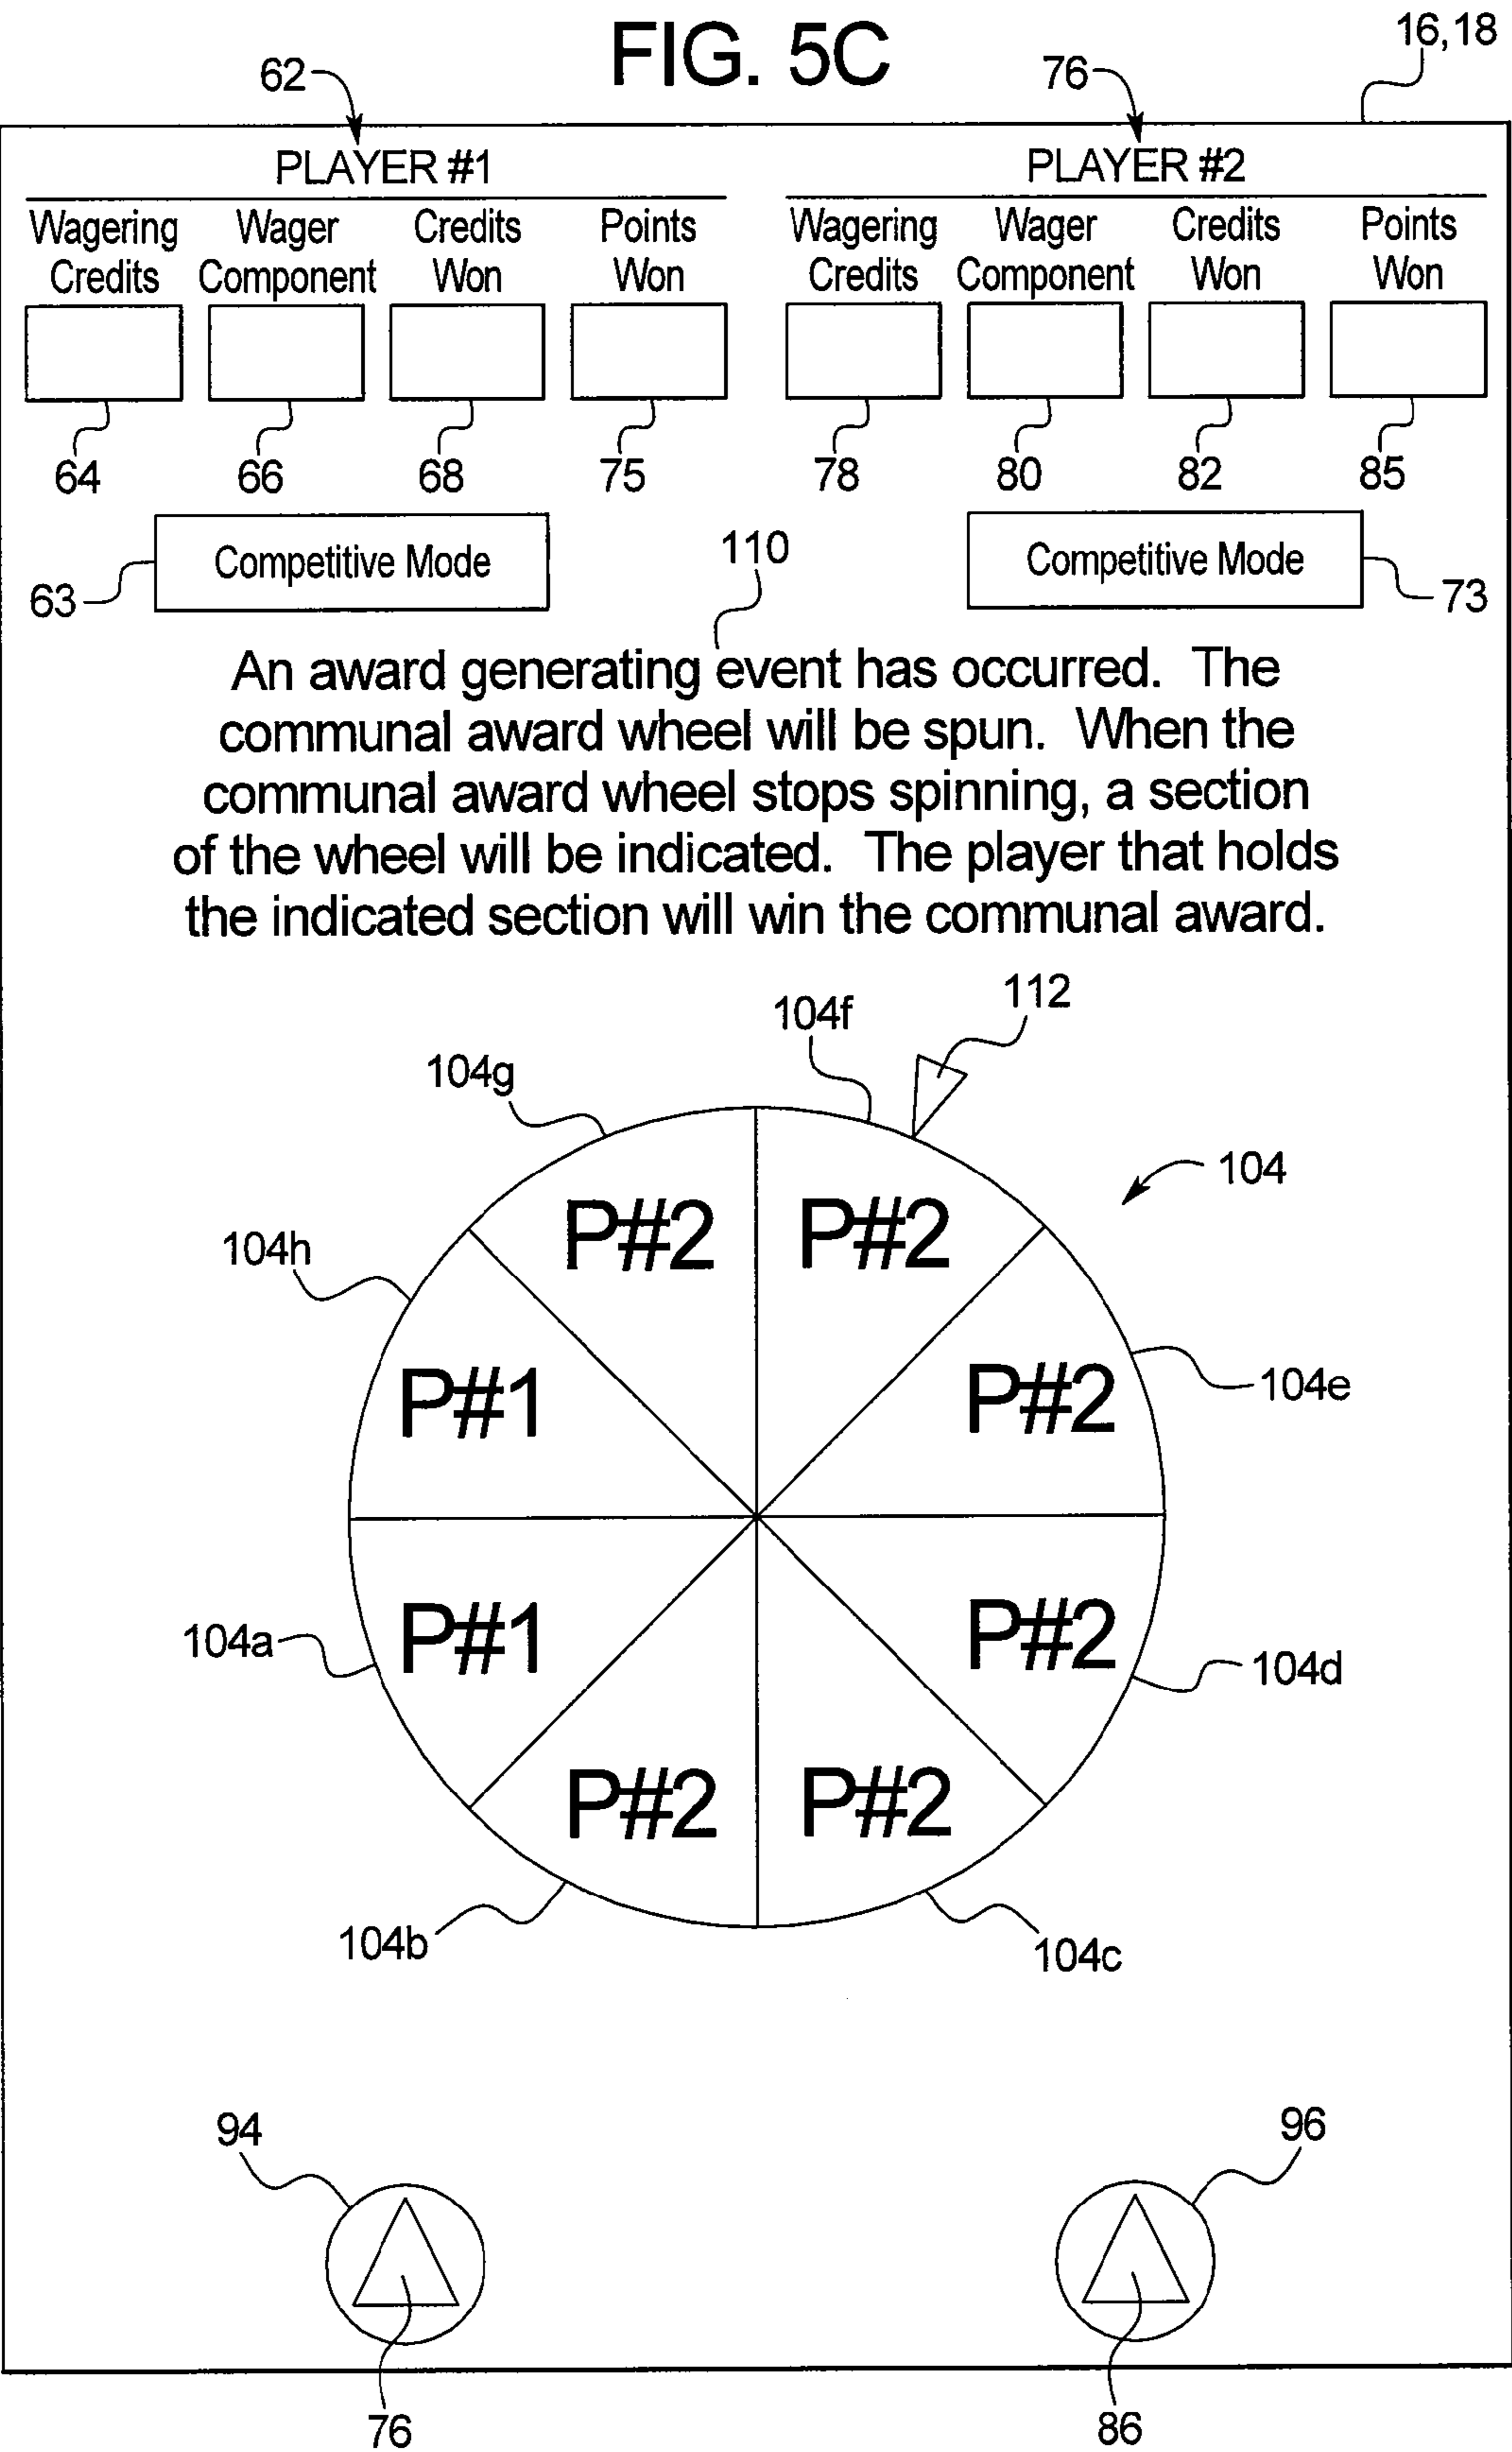 FIG. 5C
16,18
62
76
PLAYER #1
PLAYER #2
Wagering Wager Credits Points Wagering Wager Credits Points
Credits Component Won Won Credits Component Won Won
64 66 68 75 78 80 82 85
Competitive Mode
110
Competitive Mode
63
73
An award generating event has occurred. The
communal award wheel will be spun. When the
communal award wheel stops spinning, a section
of the wheel will be indicated. The player that holds
the indicated section will win the communal award.
112
104f
104g
104
P#2 P#2
104h
P#1 P#2
104e
P#1 P#2
104a
104d
P#2 P#2
104b
104c
94
96
76
86